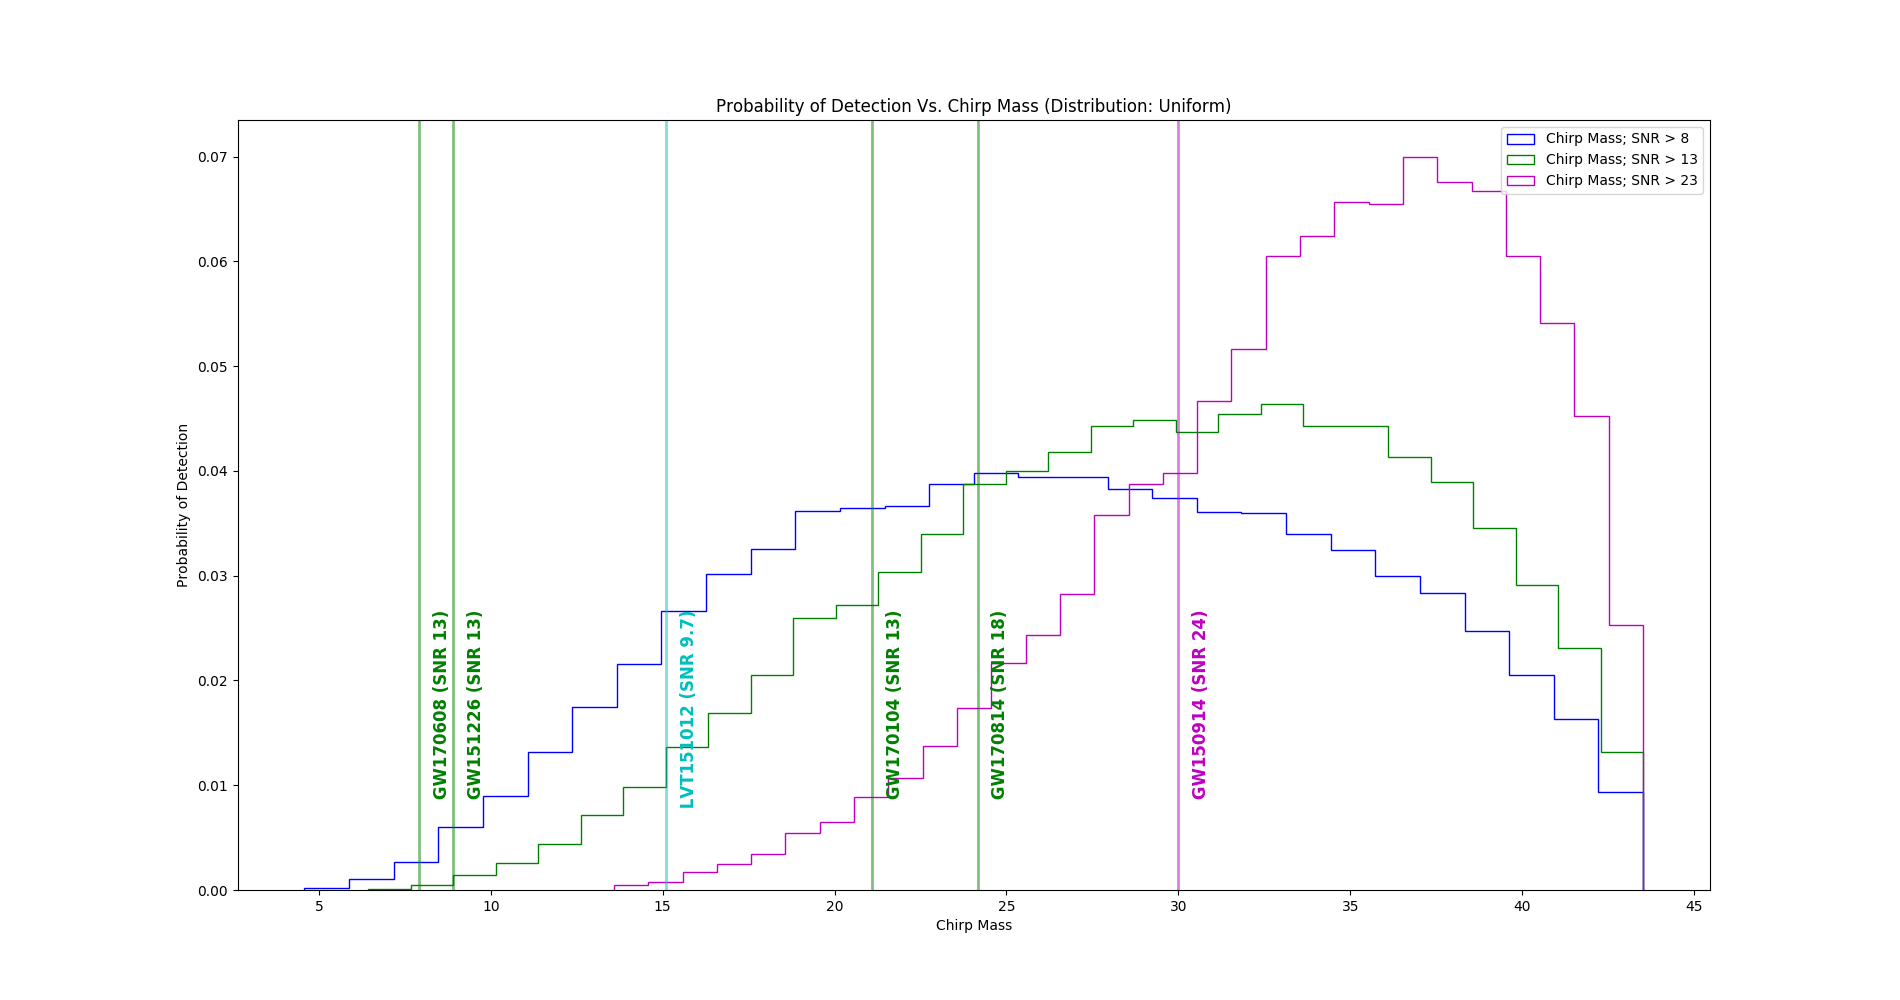 Probability of Detection Vs. Chirp Mass (Distribution: Uniform)
Chirp Mass; SNR > 8
Chirp Mass; SNR > 13
Chirp Mass; SNR > 23
Probability of Detection
0.07
0.06
0.05
0.04
0.03
0.02
0.01
0.00
GW170608 (SNR 13)
GW151226 (SNR 13)
LVT151012 (SNR 9.7)
GW170104 (SNR 13)
GW170814 (SNR 18)
GW150914 (SNR 24)
5 10 15 20 25 30 35 40 45
Chirp Mass